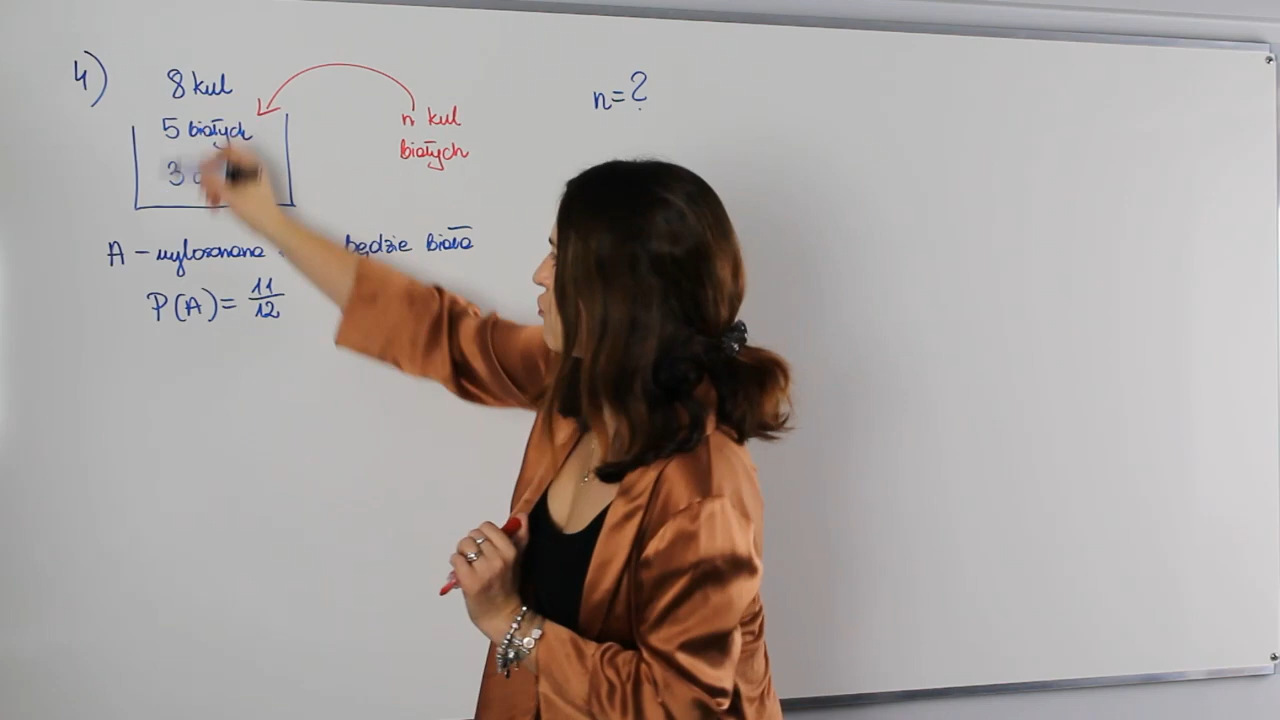 4)
8 kul
5 białych
3
n kul
białych
n=?
A – wylosowana będzie biała
P(A)= 11/12